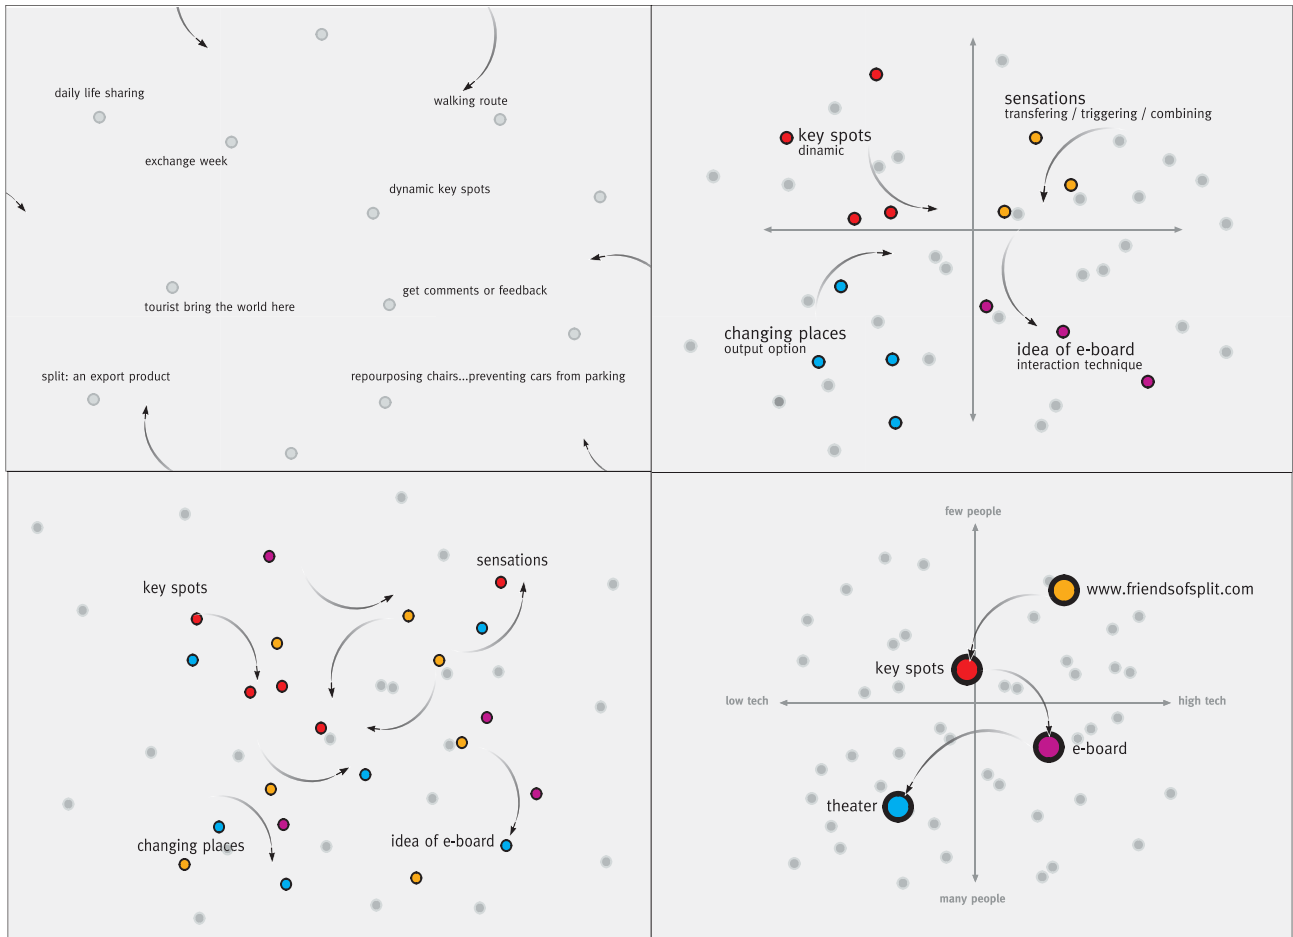 daily life sharing
walking route
exchange week
dynamic key spots
get comments or feedback
tourist bring the world here
split: an export product
repourposing chairs...preventing cars from parking
sensations
transfering / triggering / combining
key spots
dinamic
changing places
output option
idea of e-board
interaction technique
sensations
key spots
changing places
idea of e-board
few people
www.friendsofsplit.com
key spots
low tech
high tech
e-board
theater
many people